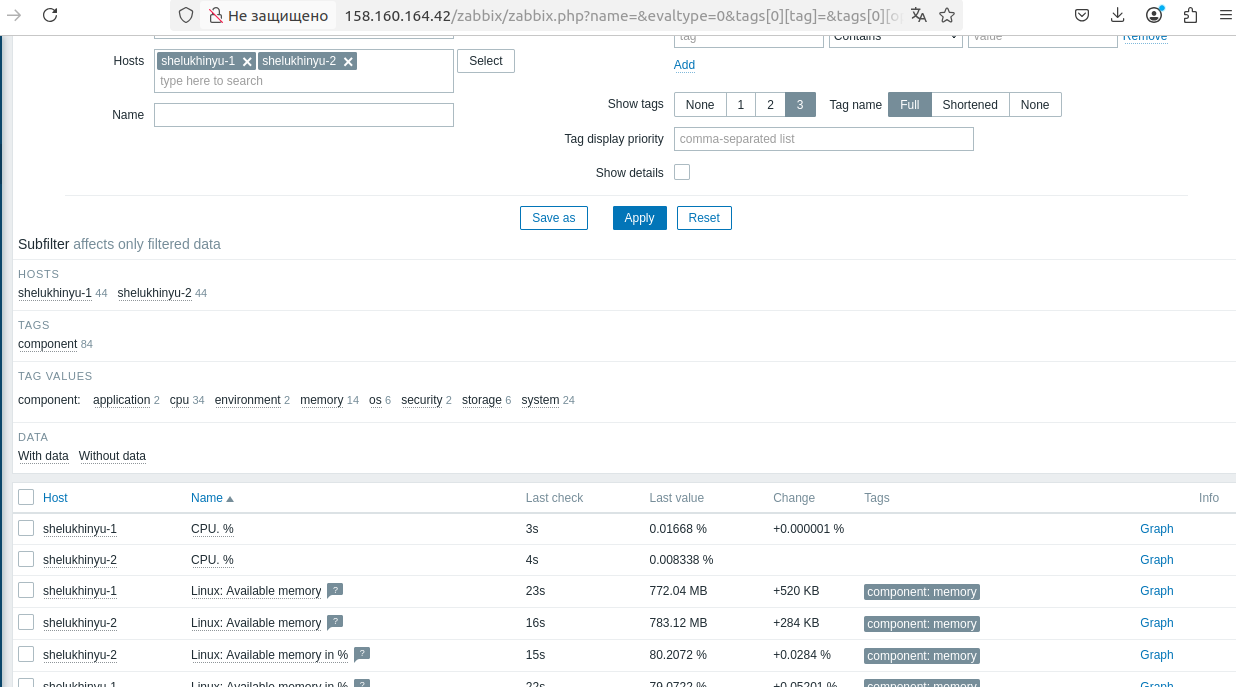 Не защищено 158.160.164.42/zabbix/zabbix.php?name=&evaltype=0&tags[0][tag]=&tags[0][o
tag Contains value Remove
Hosts shelukhinyu-1 shelukhinyu-2 Select
type here to search
Add
Name
Show tags None 1 2 3 Tag name Full Shortened None
Tag display priority comma-separated list
Show details
Save as Apply Reset
Subfilter affects only filtered data
HOSTS
shelukhinyu-1 44 shelukhinyu-2 44
TAGS
component 84
TAG VALUES
component: application 2 cpu 34 environment 2 memory 14 os 6 security 2 storage 6 system 24
DATA
With data Without data
Host Name Last check Last value Change Tags Info
shelukhinyu-1 CPU. % 3s 0.01668 % +0.000001 % Graph
shelukhinyu-2 CPU. % 4s 0.008338 % Graph
shelukhinyu-1 Linux: Available memory ? 23s 772.04 MB +520 KB component: memory Graph
shelukhinyu-2 Linux: Available memory ? 16s 783.12 MB +284 KB component: memory Graph
shelukhinyu-2 Linux: Available memory in % ? 15s 80.2072 % +0.0284 % component: memory Graph
shelukhinyu-1 Linux: Available memory in % ? 22s 79.0722 % +0.05201 % component: memory Graph